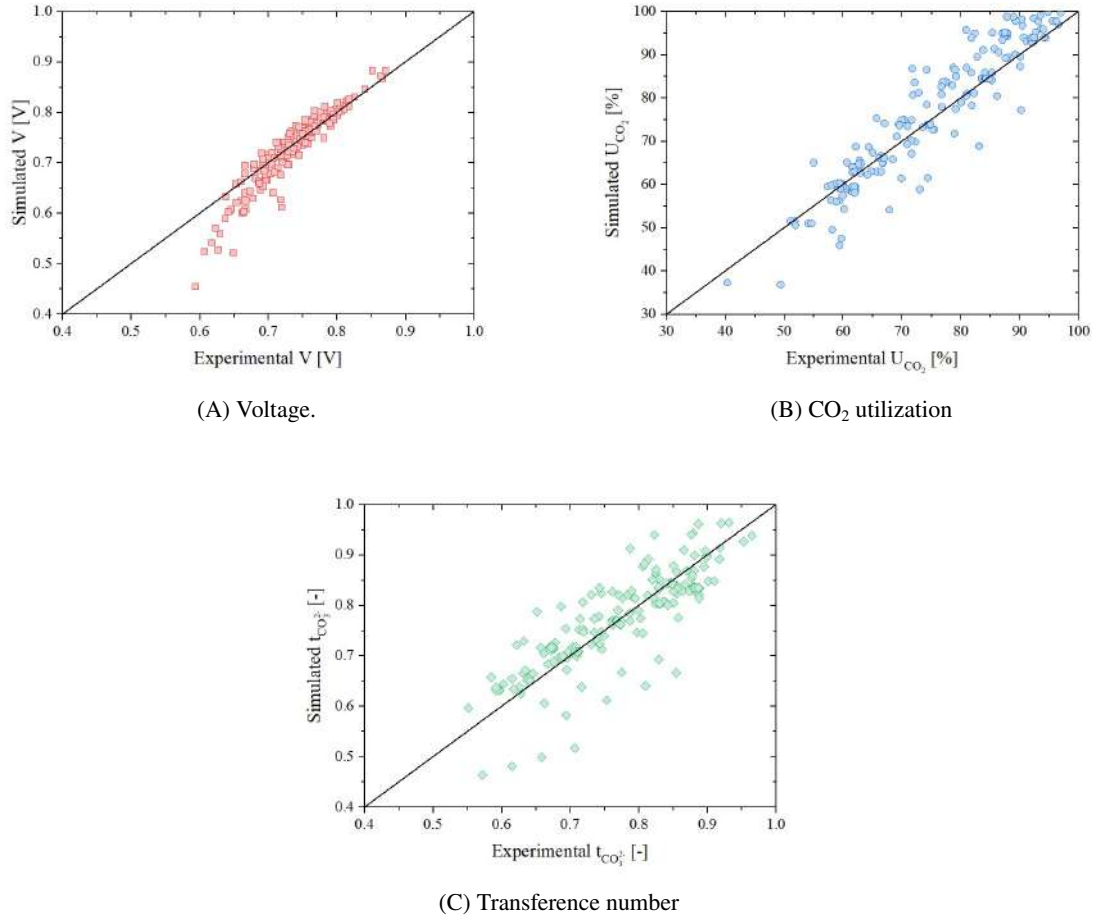 1.0
0.9
0.8
0.7
0.6
0.5
0.4
0.4 0.5 0.6 0.7 0.8 0.9 1.0
Simulated V [V]
Experimental V [V]
(A) Voltage.
100
90
80
70
60
50
40
30
30 40 50 60 70 80 90 100
Simulated U_CO₂ [%]
Experimental U_CO₂ [%]
(B) CO₂ utilization
1.0
0.9
0.8
0.7
0.6
0.5
0.4
0.4 0.5 0.6 0.7 0.8 0.9 1.0
Simulated t_CO₃²⁻ [-]
Experimental t_CO₃²⁻ [-]
(C) Transference number